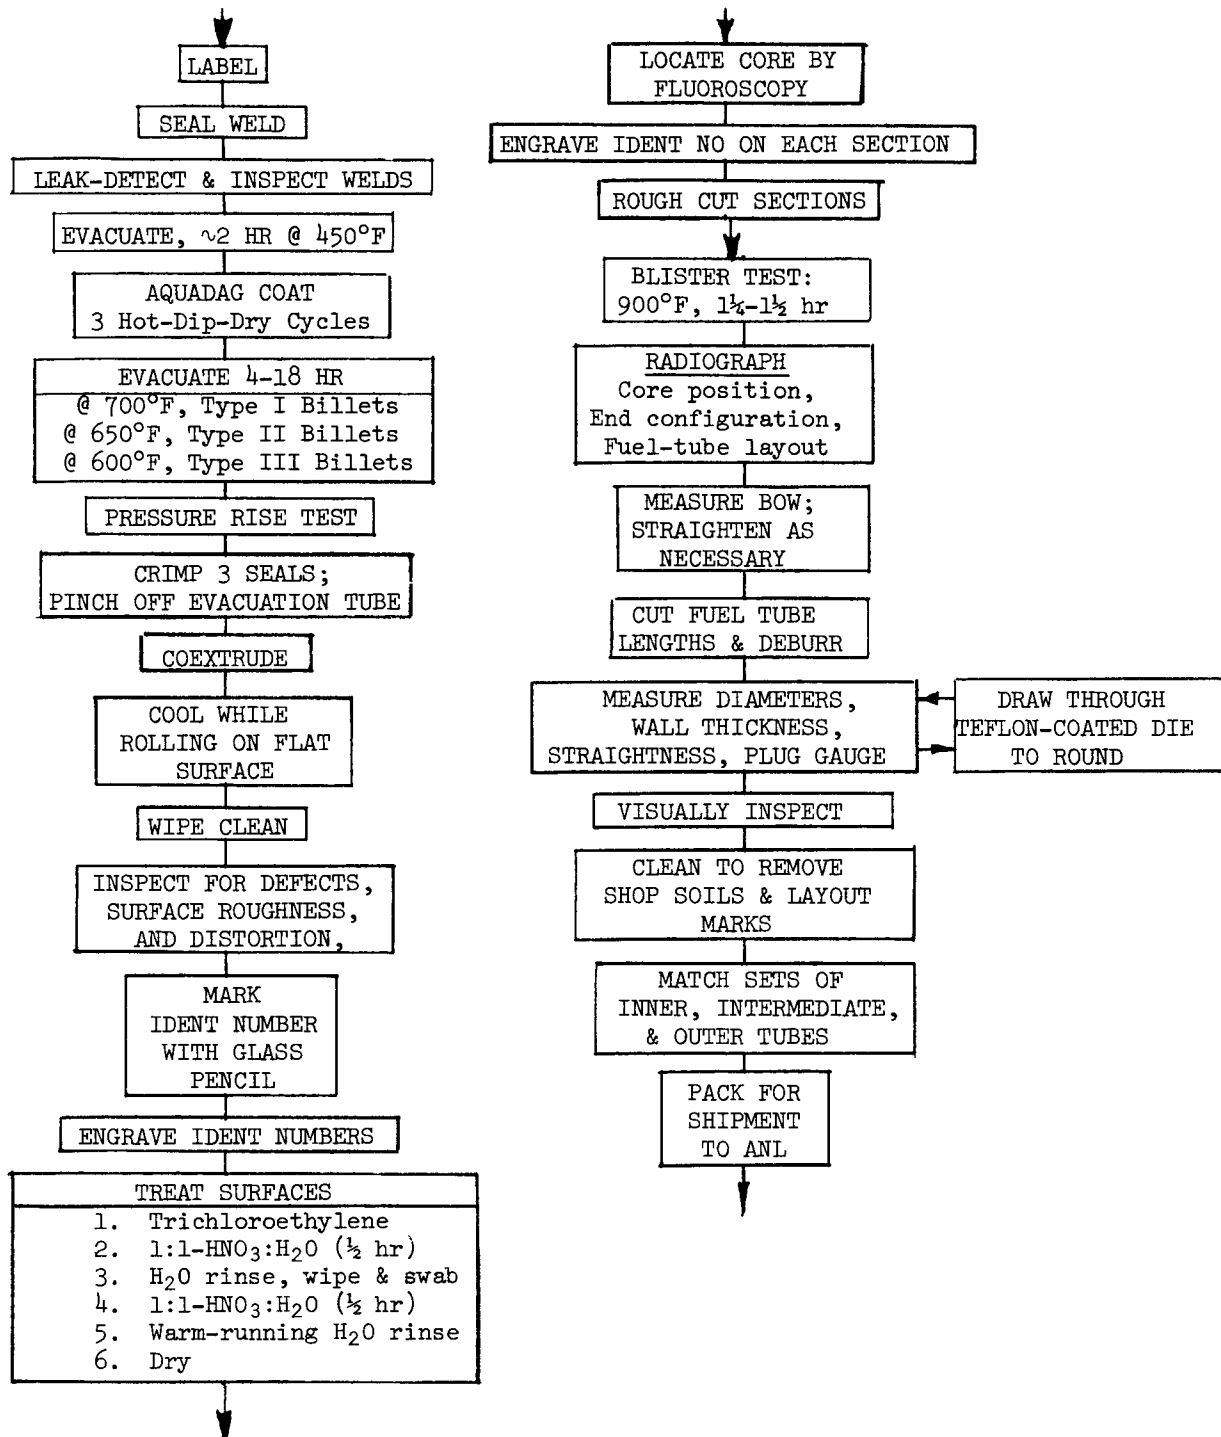 LABEL
SEAL WELD
LEAK-DETECT & INSPECT WELDS
EVACUATE, ~2 HR @ 450°F
AQUADAG COAT
3 Hot-Dip-Dry Cycles
EVACUATE 4-18 HR
@ 700°F, Type I Billets
@ 650°F, Type II Billets
@ 600°F, Type III Billets
PRESSURE RISE TEST
CRIMP 3 SEALS;
PINCH OFF EVACUATION TUBE
COEXTRUDE
COOL WHILE
ROLLING ON FLAT
SURFACE
WIPE CLEAN
INSPECT FOR DEFECTS,
SURFACE ROUGHNESS,
AND DISTORTION,
MARK
IDENT NUMBER
WITH GLASS
PENCIL
ENGRAVE IDENT NUMBERS
TREAT SURFACES
1. Trichloroethylene
2. 1:1-HNO₃:H₂O (½ hr)
3. H₂O rinse, wipe & swab
4. 1:1-HNO₃:H₂O (½ hr)
5. Warm-running H₂O rinse
6. Dry
LOCATE CORE BY
FLUOROSCOPY
ENGRAVE IDENT NO ON EACH SECTION
ROUGH CUT SECTIONS
BLISTER TEST:
900°F, 1¼-1½ hr
RADIOGRAPH
Core position,
End configuration,
Fuel-tube layout
MEASURE BOW;
STRAIGHTEN AS
NECESSARY
CUT FUEL TUBE
LENGTHS & DEBURR
MEASURE DIAMETERS,
WALL THICKNESS,
STRAIGHTNESS, PLUG GAUGE
DRAW THROUGH
TEFLON-COATED DIE
TO ROUND
VISUALLY INSPECT
CLEAN TO REMOVE
SHOP SOILS & LAYOUT
MARKS
MATCH SETS OF
INNER, INTERMEDIATE,
& OUTER TUBES
PACK FOR
SHIPMENT
TO ANL